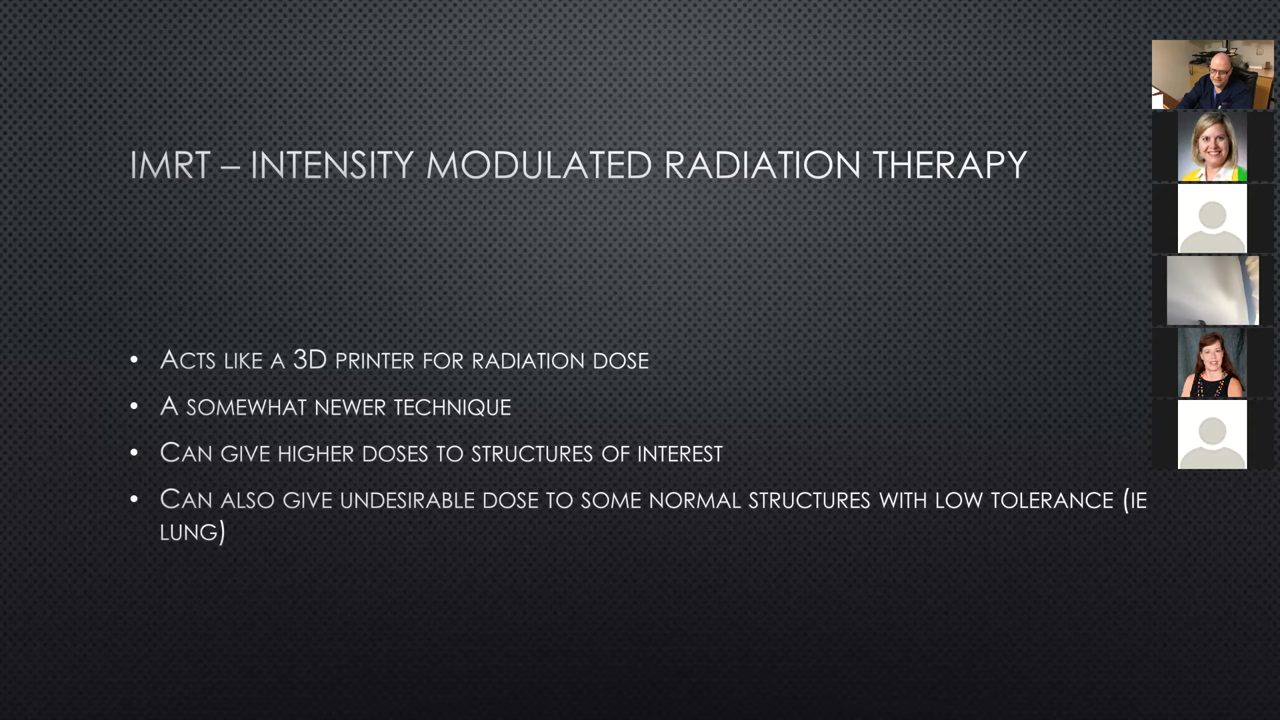 IMRT – INTENSITY MODULATED RADIATION THERAPY
• ACTS LIKE A 3D PRINTER FOR RADIATION DOSE
• A SOMEWHAT NEWER TECHNIQUE
• CAN GIVE HIGHER DOSES TO STRUCTURES OF INTEREST
• CAN ALSO GIVE UNDESIRABLE DOSE TO SOME NORMAL STRUCTURES WITH LOW TOLERANCE (IE
LUNG)